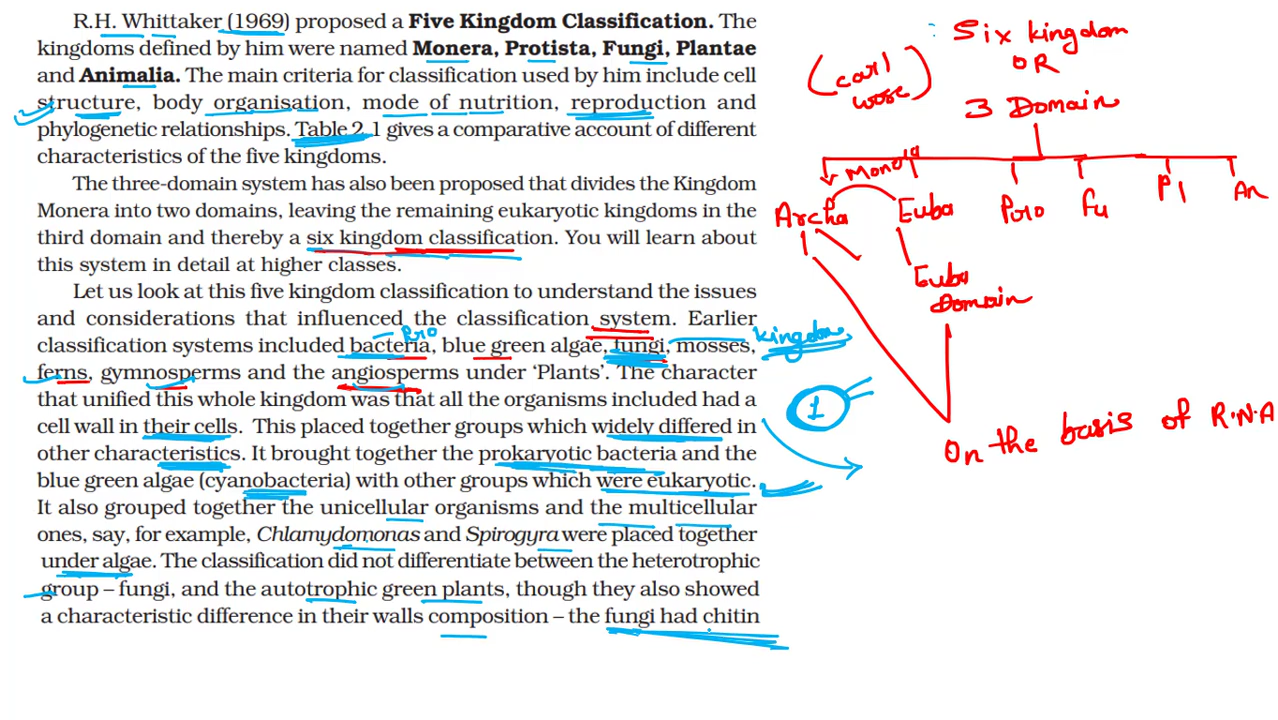 R.H. Whittaker (1969) proposed a Five Kingdom Classification. The
kingdoms defined by him were named Monera, Protista, Fungi, Plantae
and Animalia. The main criteria for classification used by him include cell
structure, body organisation, mode of nutrition, reproduction and
phylogenetic relationships. Table 2.1 gives a comparative account of different
characteristics of the five kingdoms.
The three-domain system has also been proposed that divides the Kingdom
Monera into two domains, leaving the remaining eukaryotic kingdoms in the
third domain and thereby a six kingdom classification. You will learn about
this system in detail at higher classes.
Let us look at this five kingdom classification to understand the issues
and considerations that influenced the classification system. Earlier
classification systems included bacteria, blue green algae, fungi, mosses,
ferns, gymnosperms and the angiosperms under ‘Plants’. The character
that unified this whole kingdom was that all the organisms included had a
cell wall in their cells. This placed together groups which widely differed in
other characteristics. It brought together the prokaryotic bacteria and the
blue green algae (cyanobacteria) with other groups which were eukaryotic.
It also grouped together the unicellular organisms and the multicellular
ones, say, for example, Chlamydomonas and Spirogyra were placed together
under algae. The classification did not differentiate between the heterotrophic
group – fungi, and the autotrophic green plants, though they also showed
a characteristic difference in their walls composition – the fungi had chitin
Pro
kingdom
1
Six kingdom
OR
3 Domain
(carl
wose)
Monera
Archa Euba Proto Fu Pl An
Euba
Domain
On the basis of R.N.A